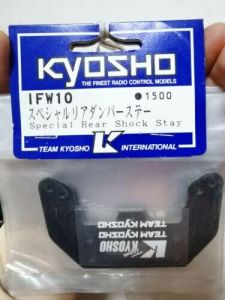 KYOSHO
THE FINEST RADIO CONTROL MODELS
IFW10 ●1500
スペシャルリアダンパーステー
Special Rear Shock Stay
K
TEAM KYOSHO INTERNATIONAL
K
TEAM
KYOSHO
TEAM KYOSHO